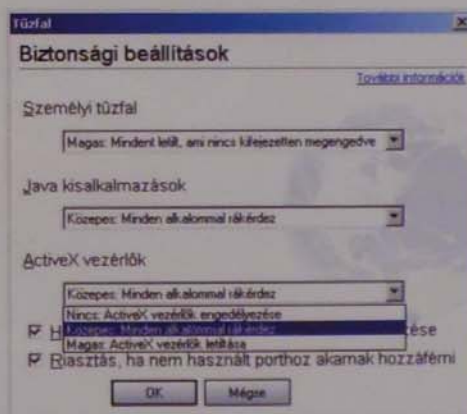 Tűzfal
Biztonsági beállítások
További információk
Személyi tűzfal
Magas: Mindent letilt, ami nincs kifejezetten megengedve
Java kisalkalmazások
Közepes: Minden alkalommal rákérdez
ActiveX vezérlők
Közepes: Minden alkalommal rákérdez
Nincs: ActiveX vezérlők engedélyezése
Közepes: Minden alkalommal rákérdez
Magas: ActiveX vezérlők letiltása
Riasztás, ha nem használt porthoz akarnak hozzáférni
OK Mégse